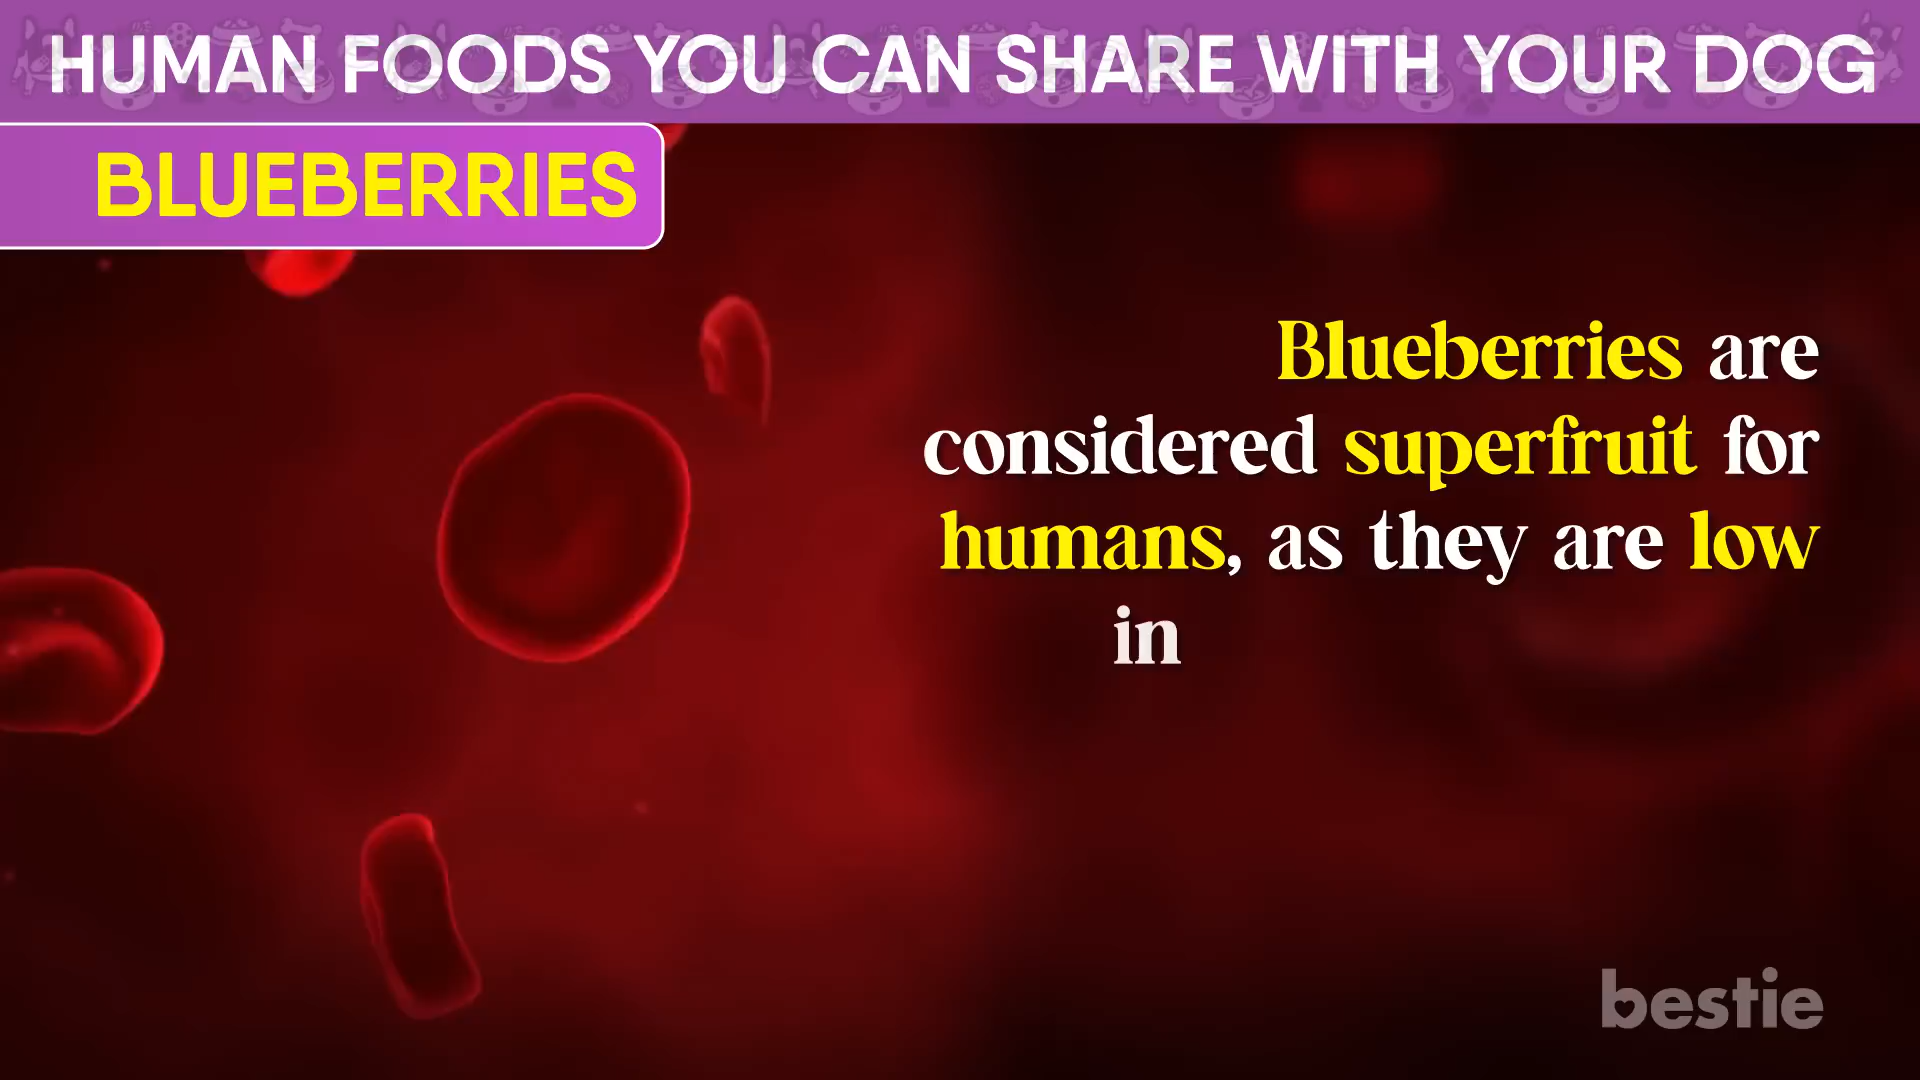 HUMAN FOODS YOU CAN SHARE WITH YOUR DOG
BLUEBERRIES
Blueberries are
considered superfruit for
humans, as they are low
in
bestie